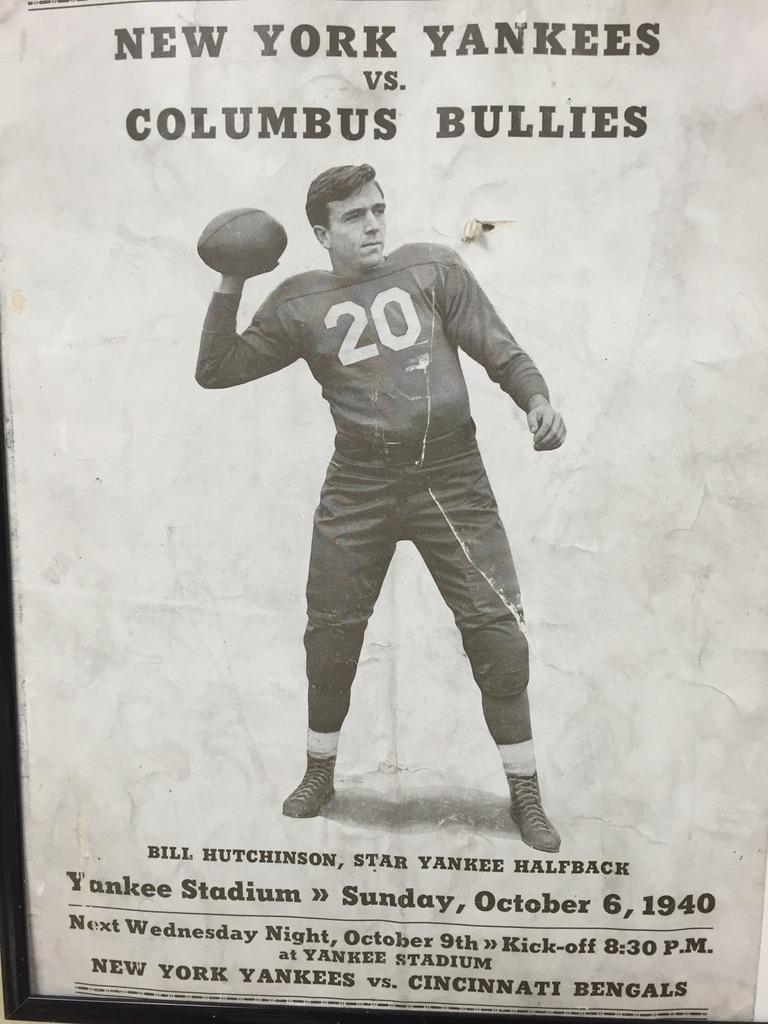 NEW YORK YANKEES
VS.
COLUMBUS BULLIES
20
BILL HUTCHINSON, STAR YANKEE HALFBACK
Yankee Stadium » Sunday, October 6, 1940
Next Wednesday Night, October 9th » Kick-off 8:30 P.M.
at YANKEE STADIUM
NEW YORK YANKEES vs. CINCINNATI BENGALS